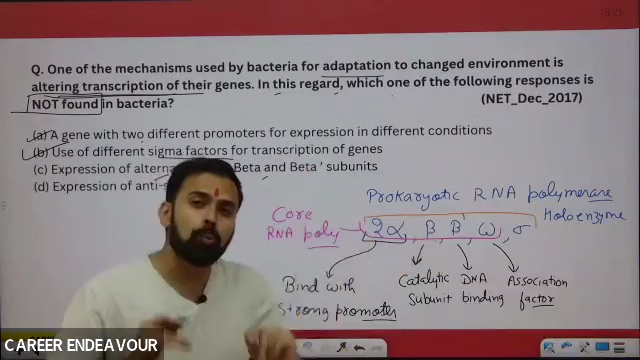 19:25
Q. One of the mechanisms used by bacteria for adaptation to changed environment is
altering transcription of their genes. In this regard, which one of the following responses is
NOT found in bacteria?
(NET_Dec_2017)
(a) A gene with two different promoters for expression in different conditions
(b) Use of different sigma factors for transcription of genes
(c) Expression of Beta and Beta ' subunits
(d) Expression of anti-
Prokaryotic RNA polymerase
Holoenzyme
Core
RNA poly
2α, β β' ω, σ
Bind with
Strong promoter
Catalytic
Subunit
DNA
binding
Association
factor
CAREER ENDEAVOUR